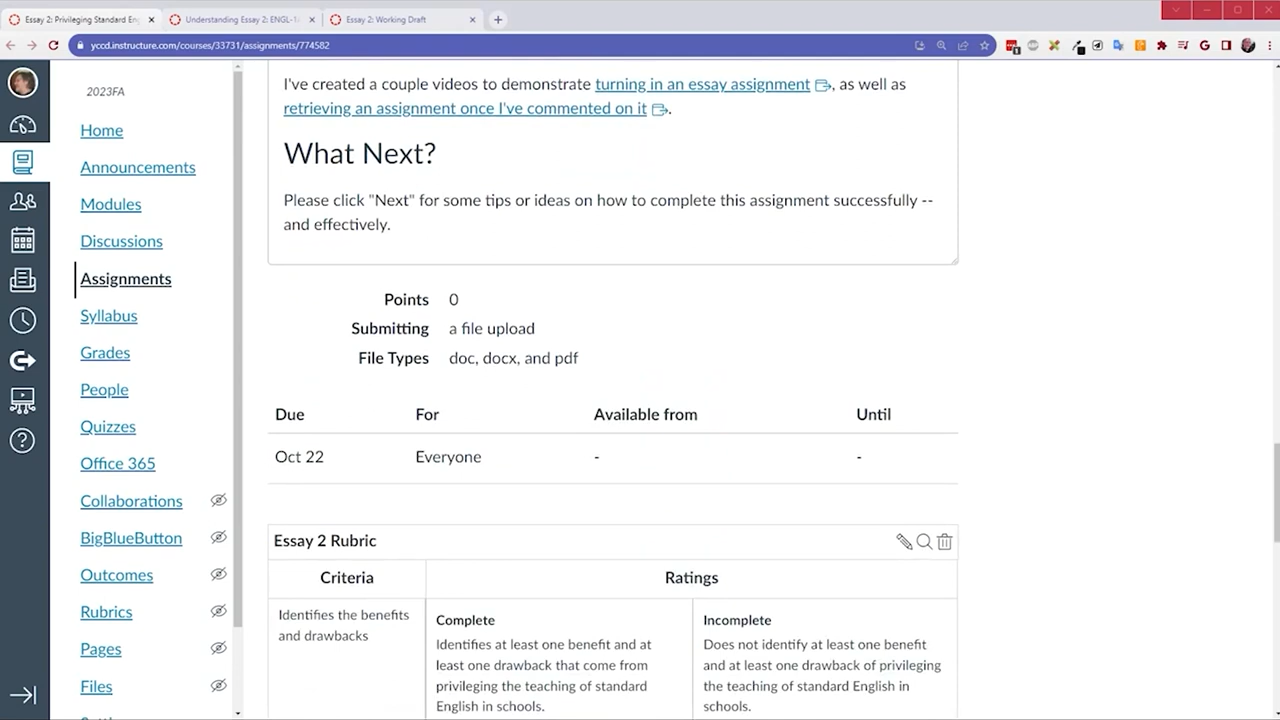 Essay 2: Privileging Standard En
Understanding Essay 2: ENGL-1A
Essay 2: Working Draft
yccd.instructure.com/courses/33731/assignments/774582
2023FA
Home
Announcements
Modules
Discussions
Assignments
Syllabus
Grades
People
Quizzes
Office 365
Collaborations
BigBlueButton
Outcomes
Rubrics
Pages
Files
I've created a couple videos to demonstrate turning in an essay assignment, as well as
retrieving an assignment once I've commented on it.
What Next?
Please click "Next" for some tips or ideas on how to complete this assignment successfully --
and effectively.
Points 0
Submitting a file upload
File Types doc, docx, and pdf
Due For Available from Until
Oct 22 Everyone - -
Essay 2 Rubric
Criteria Ratings
Identifies the benefits
and drawbacks
Complete
Identifies at least one benefit and at
least one drawback that come from
privileging the teaching of standard
English in schools.
Incomplete
Does not identify at least one benefit
and at least one drawback of privileging
the teaching of standard English in
schools.